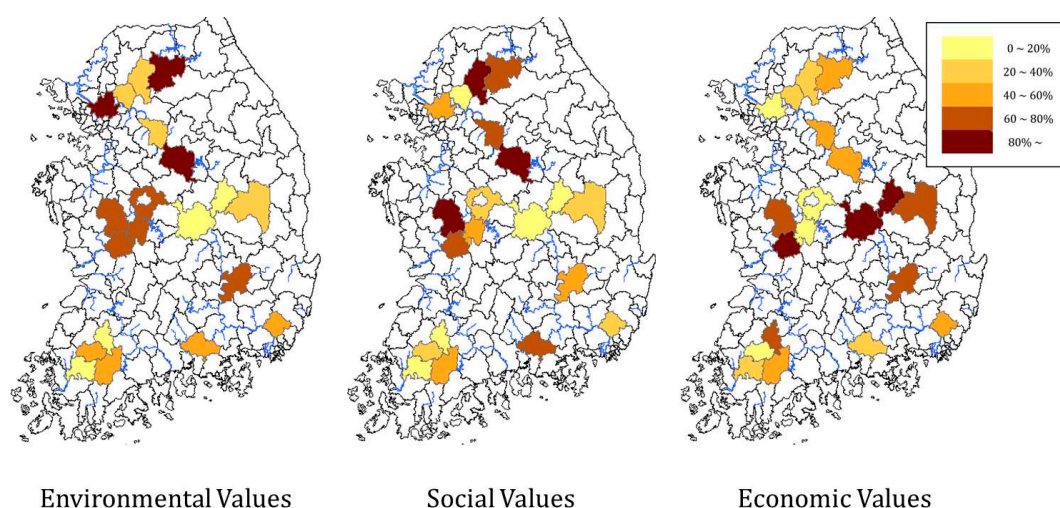 0 ~ 20%
20 ~ 40%
40 ~ 60%
60 ~ 80%
80% ~
Environmental Values
Social Values
Economic Values